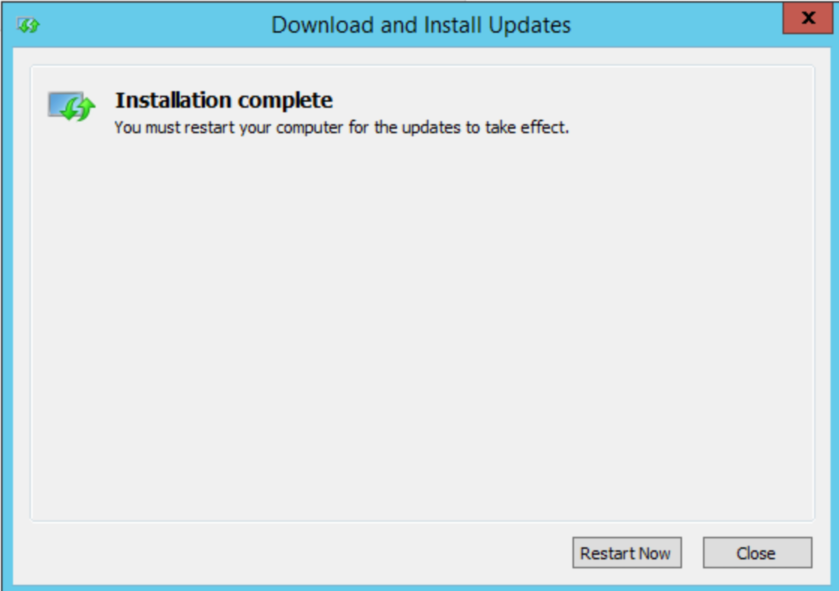 Download and Install Updates
x
Installation complete
You must restart your computer for the updates to take effect.
Restart Now
Close